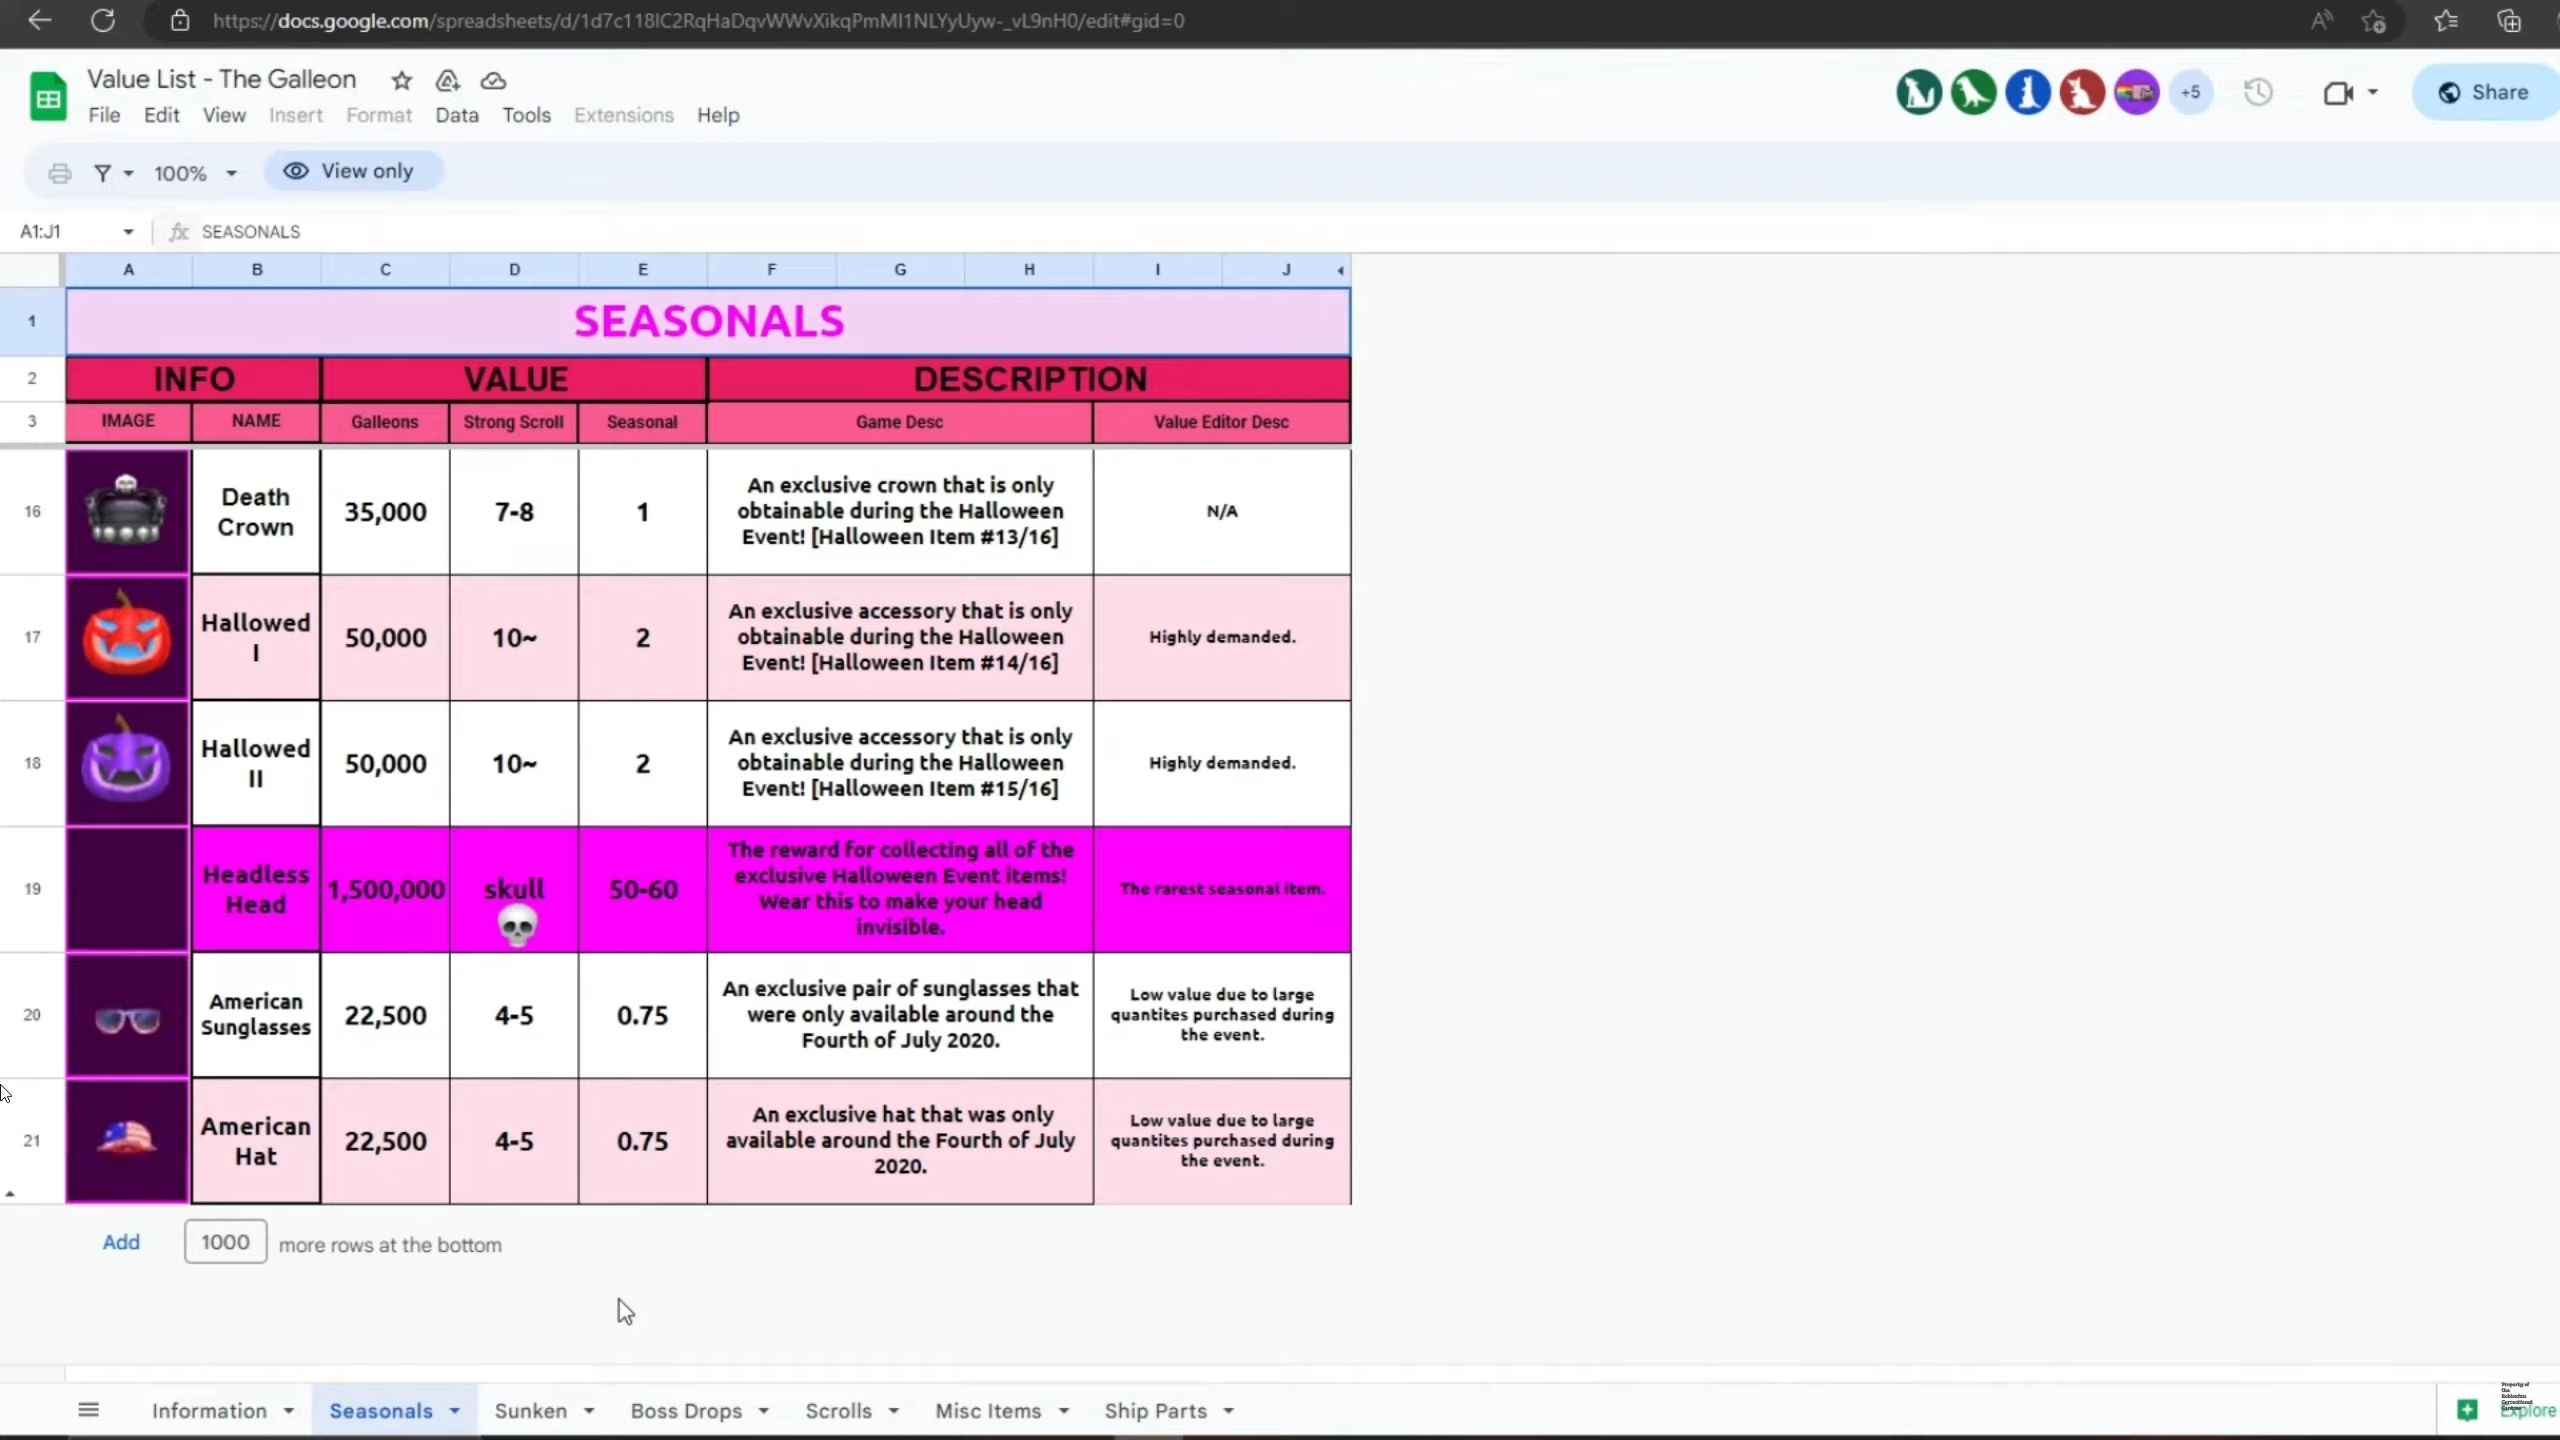 https://docs.google.com/spreadsheets/d/1d7c118lC2RqHaDqvWWvXikqPmMl1NLYyUyw-_vL9nH0/edit#gid=0
Value List - The Galleon
+5
Share
File Edit View Insert Format Data Tools Extensions Help
100%
View only
A1:J1
fx SEASONALS
A B C D E F G H I J
1
SEASONALS
2
INFO
VALUE
DESCRIPTION
3
IMAGE
NAME
Galleons
Strong Scroll
Seasonal
Game Desc
Value Editor Desc
16
Death
Crown
35,000
7-8
1
An exclusive crown that is only
obtainable during the Halloween
Event! [Halloween Item #13/16]
N/A
17
Hallowed
I
50,000
10~
2
An exclusive accessory that is only
obtainable during the Halloween
Event! [Halloween Item #14/16]
Highly demanded.
18
Hallowed
II
50,000
10~
2
An exclusive accessory that is only
obtainable during the Halloween
Event! [Halloween Item #15/16]
Highly demanded.
19
Headless
Head
1,500,000
skull
💀
50-60
The reward for collecting all of the
exclusive Halloween Event items!
Wear this to make your head
invisible.
The rarest seasonal item.
20
American
Sunglasses
22,500
4-5
0.75
An exclusive pair of sunglasses that
were only available around the
Fourth of July 2020.
Low value due to large
quantites purchased during
the event.
21
American
Hat
22,500
4-5
0.75
An exclusive hat that was only
available around the Fourth of July
2020.
Low value due to large
quantites purchased during
the event.
Add 1000 more rows at the bottom
Information Seasonals Sunken Boss Drops Scrolls Misc Items Ship Parts
Explore
Property of
the